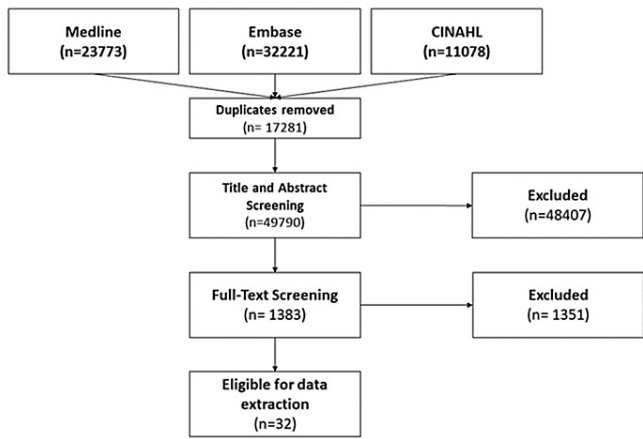 Medline
(n=23773)
Embase
(n=32221)
CINAHL
(n=11078)
Duplicates removed
(n= 17281)
Title and Abstract
Screening
(n=49790)
Excluded
(n=48407)
Full-Text Screening
(n= 1383)
Excluded
(n= 1351)
Eligible for data
extraction
(n=32)